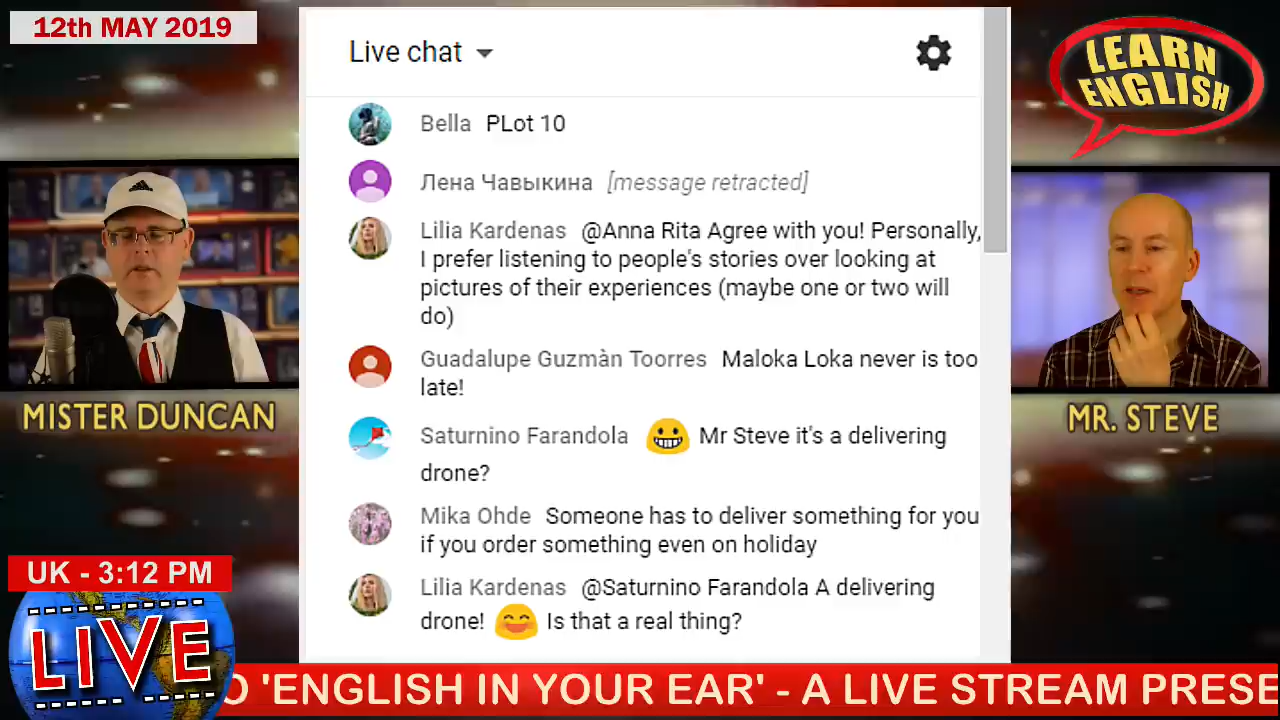 12th MAY 2019
LEARN
ENGLISH
Live chat
Bella PLot 10
Лена Чавыкина [message retracted]
Lilia Kardenas @Anna Rita Agree with you! Personally,
I prefer listening to people's stories over looking at
pictures of their experiences (maybe one or two will
do)
Guadalupe Guzmàn Toorres Maloka Loka never is too
late!
Saturnino Farandola 😀 Mr Steve it's a delivering
drone?
Mika Ohde Someone has to deliver something for you
if you order something even on holiday
Lilia Kardenas @Saturnino Farandola A delivering
drone! 😊 Is that a real thing?
MISTER DUNCAN
MR. STEVE
UK - 3:12 PM
LIVE
O 'ENGLISH IN YOUR EAR' - A LIVE STREAM PRESE